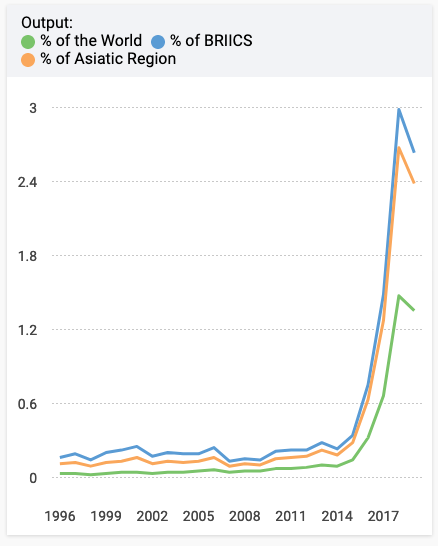 Output:
% of the World % of BRIICS
% of Asiatic Region
3
2.4
1.8
1.2
0.6
0
1996 1999 2002 2005 2008 2011 2014 2017